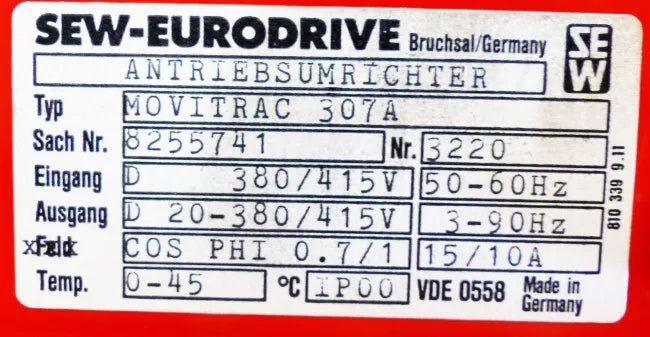 SEW-EURODRIVE Bruchsal/Germany SEW
ANTRIEBSUMRICHTER
Typ MOVITRAC 307A
Sach Nr. 8255741 Nr. 3220
Eingang D 380/415V 50-60Hz
Ausgang D 20-380/415V 3-90Hz
Feld COS PHI 0.7/1 15/10A
Temp. 0-45 °C IP00 VDE 0558 Made in Germany
810 339 9.11